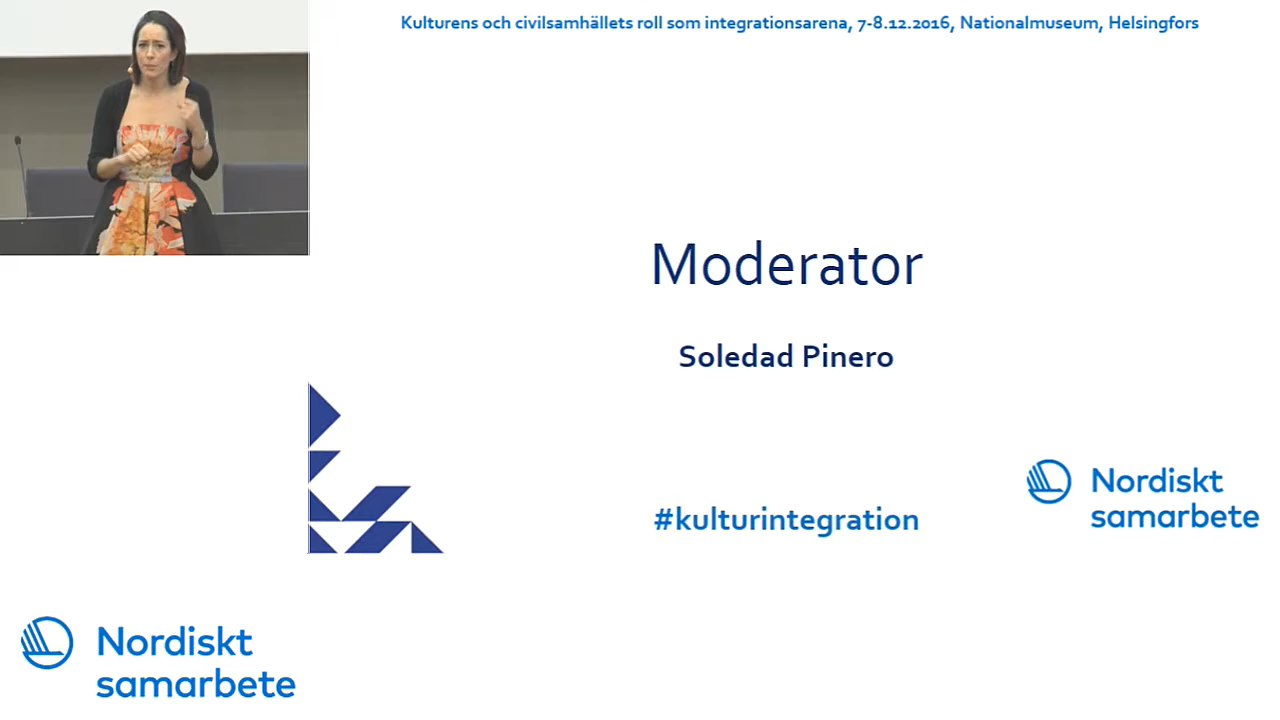 Kulturens och civilsamhällets roll som integrationsarena, 7-8.12.2016, Nationalmuseum, Helsingfors
Moderator
Soledad Pinero
#kulturintegration
Nordiskt
samarbete
Nordiskt
samarbete